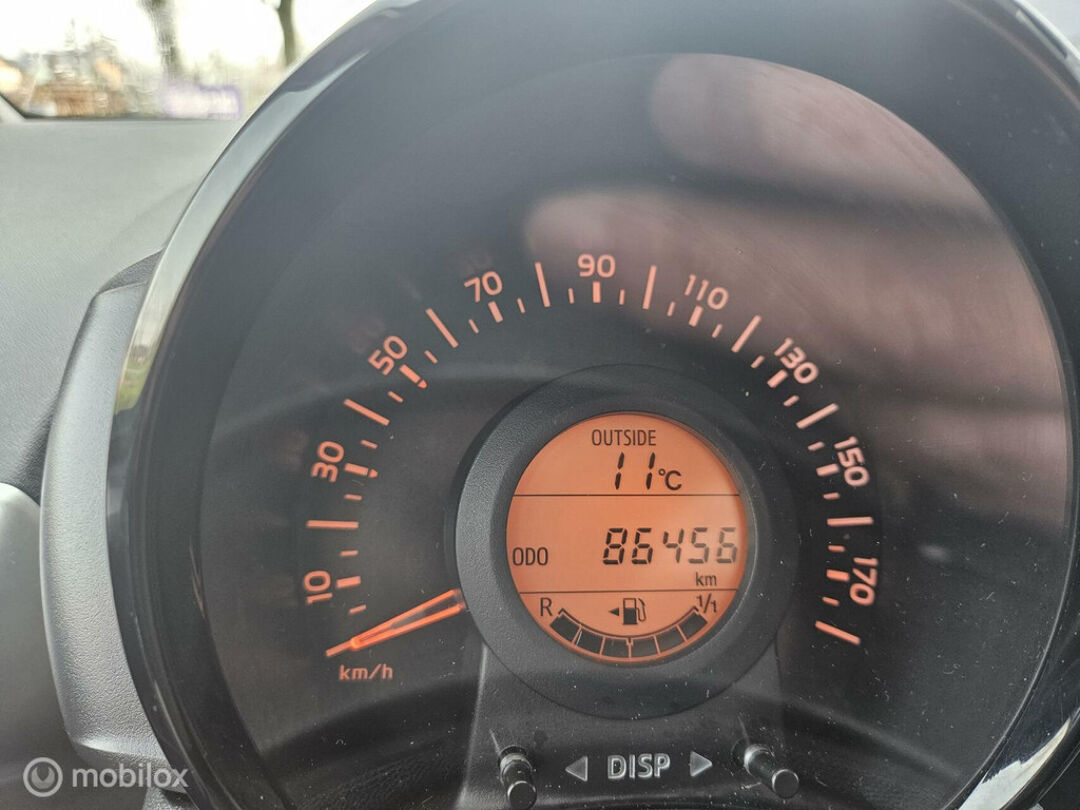 10
30
50
70
90
110
130
150
170
km/h
OUTSIDE
11°C
ODO 86456
km
R 1/1
DISP
mobilox